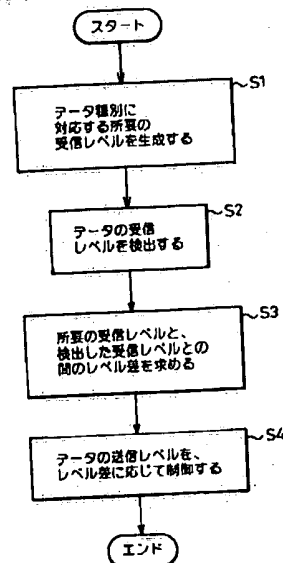 スタート
S1
データ種別に
対応する所要の
受信レベルを生成する
S2
データの受信
レベルを検出する
S3
所要の受信レベルと、
検出した受信レベルとの
間のレベル差を求める
S4
データの送信レベルを、
レベル差に応じて制御する
エンド